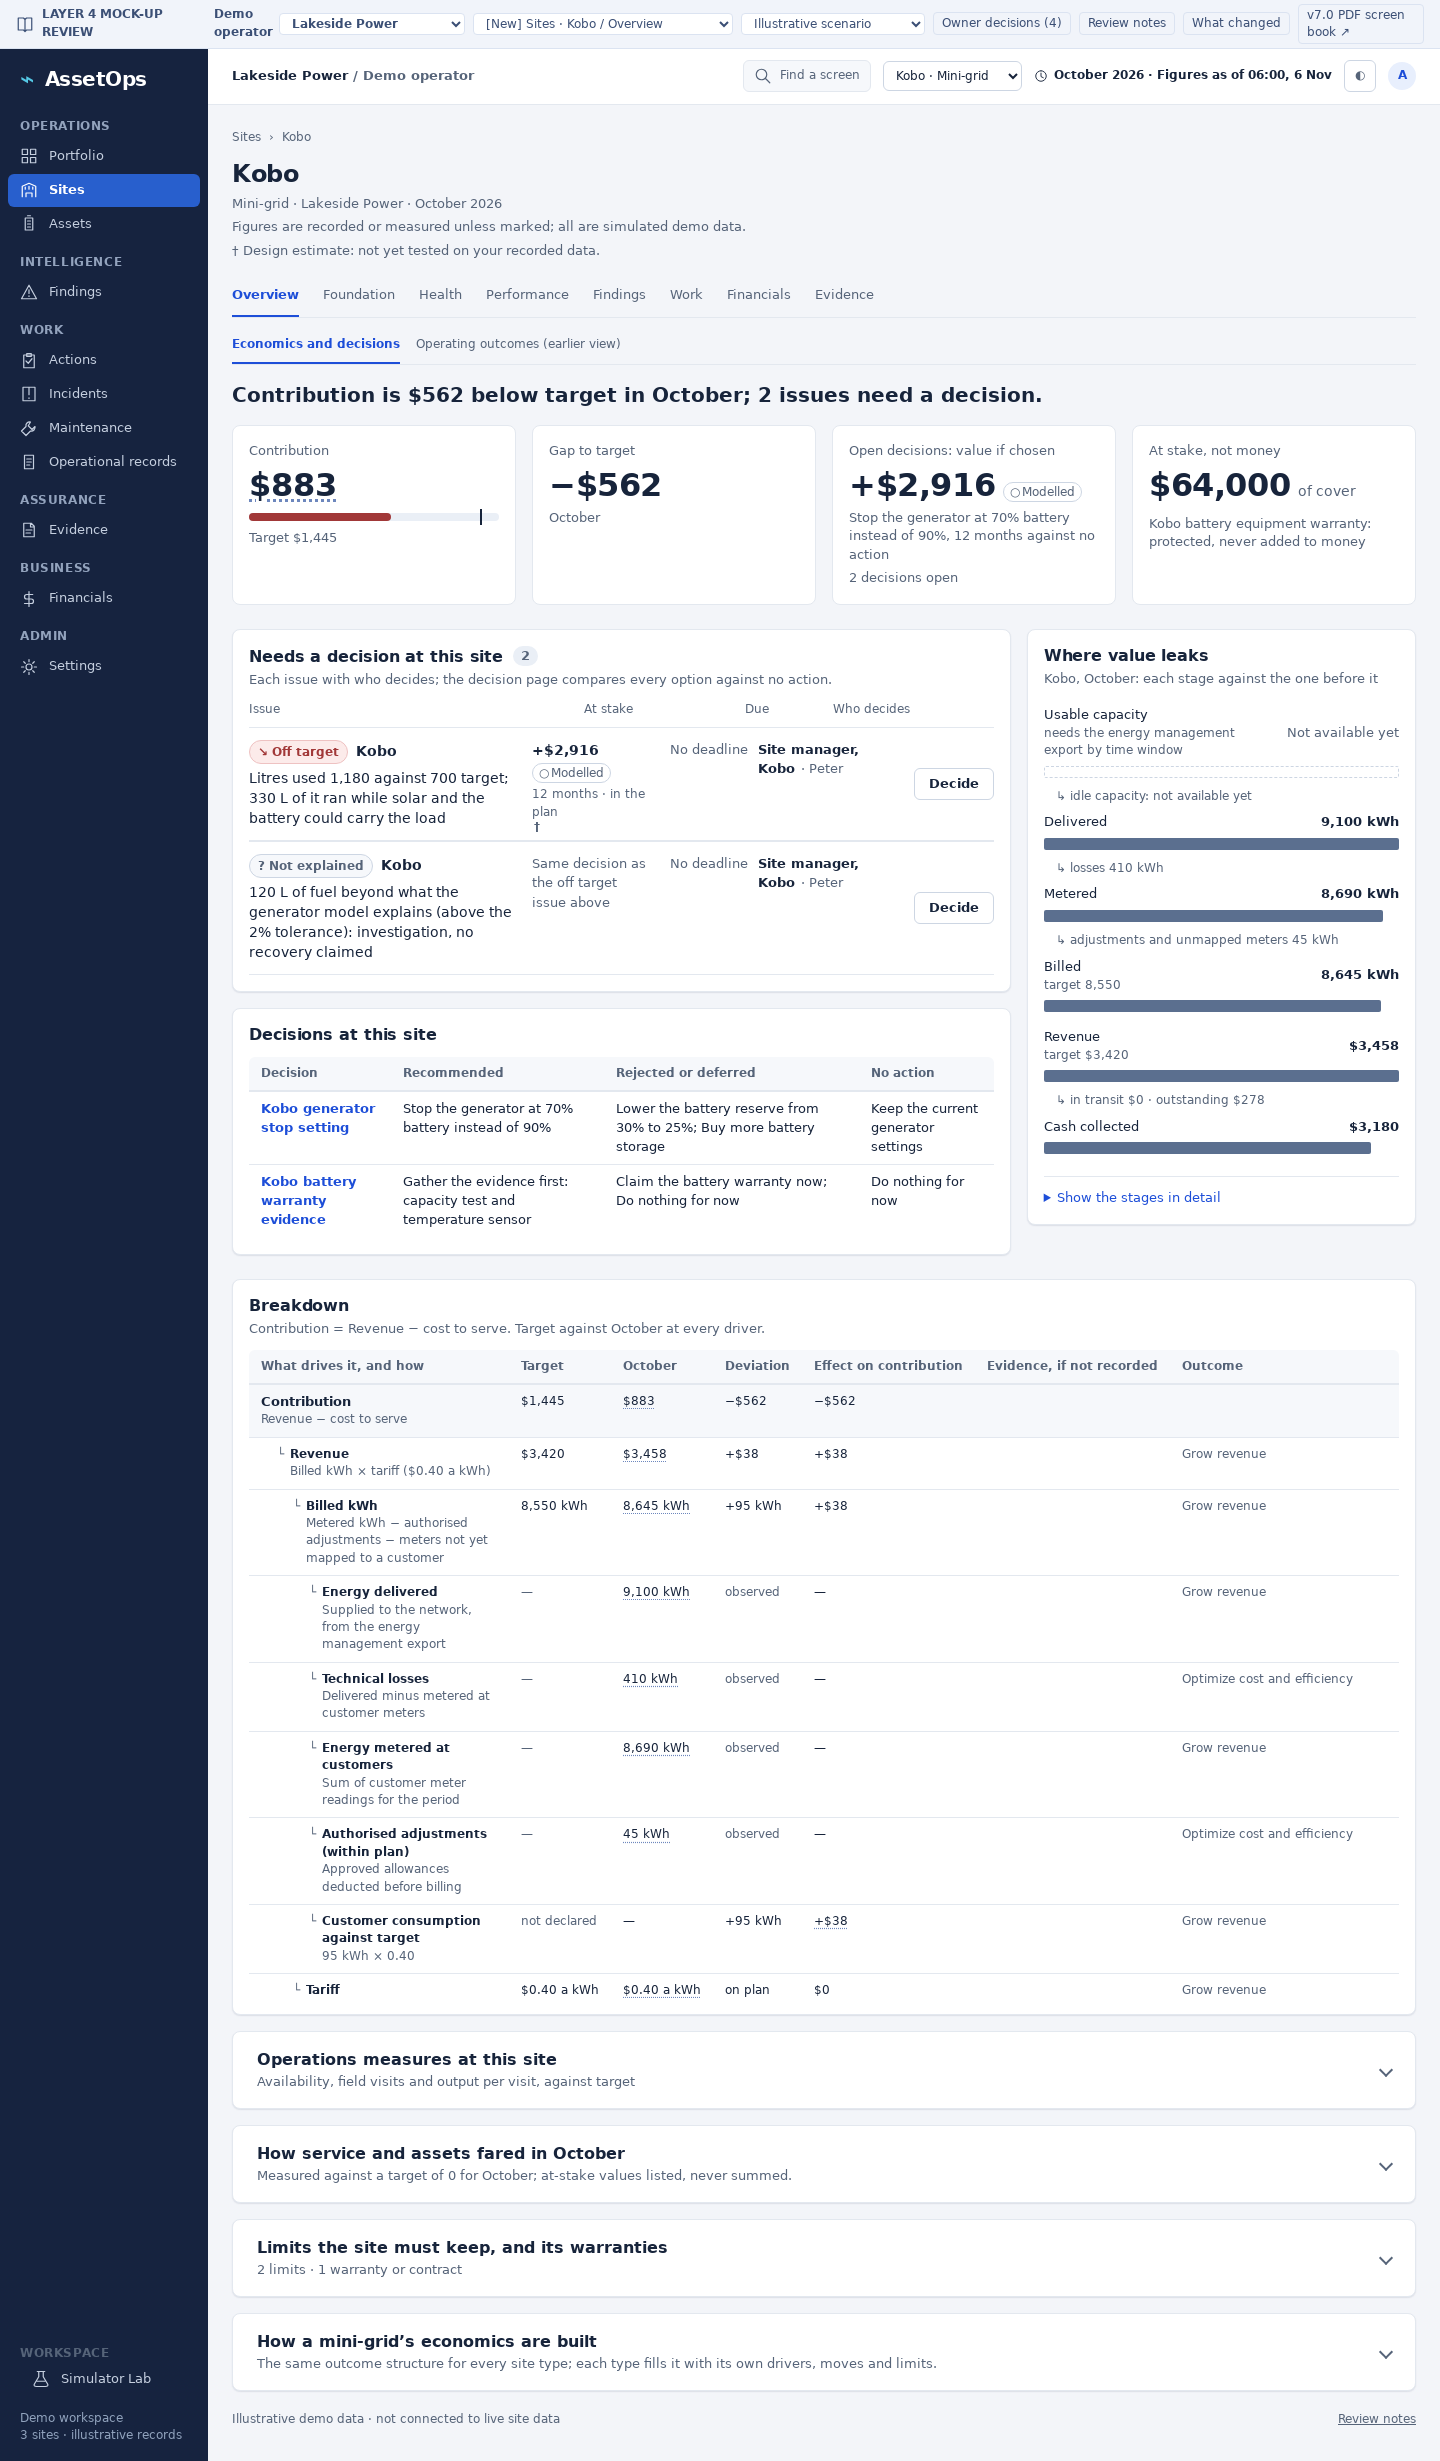 LAYER 4 MOCK-UP REVIEW
Demo operator
Lakeside Power
[New] Sites · Kobo / Overview
Illustrative scenario
Owner decisions (4)
Review notes
What changed
v7.0 PDF screen book ↗
AssetOps
OPERATIONS
Portfolio
Sites
Assets
INTELLIGENCE
Findings
WORK
Actions
Incidents
Maintenance
Operational records
ASSURANCE
Evidence
BUSINESS
Financials
ADMIN
Settings
WORKSPACE
Simulator Lab
Demo workspace
3 sites · illustrative records
Lakeside Power / Demo operator
Find a screen
Kobo · Mini-grid
October 2026 · Figures as of 06:00, 6 Nov
A
Sites › Kobo
Kobo
Mini-grid · Lakeside Power · October 2026
Figures are recorded or measured unless marked; all are simulated demo data.
† Design estimate: not yet tested on your recorded data.
Overview Foundation Health Performance Findings Work Financials Evidence
Economics and decisions Operating outcomes (earlier view)
Contribution is $562 below target in October; 2 issues need a decision.
Contribution
$883
Target $1,445
Gap to target
−$562
October
Open decisions: value if chosen
+$2,916 ○ Modelled
Stop the generator at 70% battery
instead of 90%, 12 months against no
action
2 decisions open
At stake, not money
$64,000 of cover
Kobo battery equipment warranty:
protected, never added to money
Needs a decision at this site 2
Each issue with who decides; the decision page compares every option against no action.
Issue At stake Due Who decides
↘ Off target Kobo
Litres used 1,180 against 700 target;
330 L of it ran while solar and the
battery could carry the load
+$2,916
○ Modelled
12 months · in the
plan
†
No deadline
Site manager,
Kobo · Peter
Decide
? Not explained Kobo
120 L of fuel beyond what the
generator model explains (above the
2% tolerance): investigation, no
recovery claimed
Same decision as
the off target
issue above
No deadline
Site manager,
Kobo · Peter
Decide
Decisions at this site
Decision Recommended Rejected or deferred No action
Kobo generator
stop setting
Stop the generator at 70%
battery instead of 90%
Lower the battery reserve from
30% to 25%; Buy more battery
storage
Keep the current
generator
settings
Kobo battery
warranty
evidence
Gather the evidence first:
capacity test and
temperature sensor
Claim the battery warranty now;
Do nothing for now
Do nothing for
now
Where value leaks
Kobo, October: each stage against the one before it
Usable capacity
needs the energy management
export by time window
Not available yet
↳ idle capacity: not available yet
Delivered 9,100 kWh
↳ losses 410 kWh
Metered 8,690 kWh
↳ adjustments and unmapped meters 45 kWh
Billed
target 8,550
8,645 kWh
Revenue
target $3,420
$3,458
↳ in transit $0 · outstanding $278
Cash collected $3,180
▶ Show the stages in detail
Breakdown
Contribution = Revenue − cost to serve. Target against October at every driver.
What drives it, and how Target October Deviation Effect on contribution Evidence, if not recorded Outcome
Contribution $1,445 $883 −$562 −$562
Revenue − cost to serve
└ Revenue $3,420 $3,458 +$38 +$38 Grow revenue
Billed kWh × tariff ($0.40 a kWh)
└ Billed kWh 8,550 kWh 8,645 kWh +95 kWh +$38 Grow revenue
Metered kWh − authorised
adjustments − meters not yet
mapped to a customer
└ Energy delivered — 9,100 kWh observed — Grow revenue
Supplied to the network,
from the energy
management export
└ Technical losses — 410 kWh observed — Optimize cost and efficiency
Delivered minus metered at
customer meters
└ Energy metered at — 8,690 kWh observed — Grow revenue
customers
Sum of customer meter
readings for the period
└ Authorised adjustments — 45 kWh observed — Optimize cost and efficiency
(within plan)
Approved allowances
deducted before billing
└ Customer consumption not declared — +95 kWh +$38 Grow revenue
against target
95 kWh × 0.40
└ Tariff $0.40 a kWh $0.40 a kWh on plan $0 Grow revenue
Operations measures at this site
Availability, field visits and output per visit, against target
How service and assets fared in October
Measured against a target of 0 for October; at-stake values listed, never summed.
Limits the site must keep, and its warranties
2 limits · 1 warranty or contract
How a mini-grid’s economics are built
The same outcome structure for every site type; each type fills it with its own drivers, moves and limits.
Illustrative demo data · not connected to live site data
Review notes